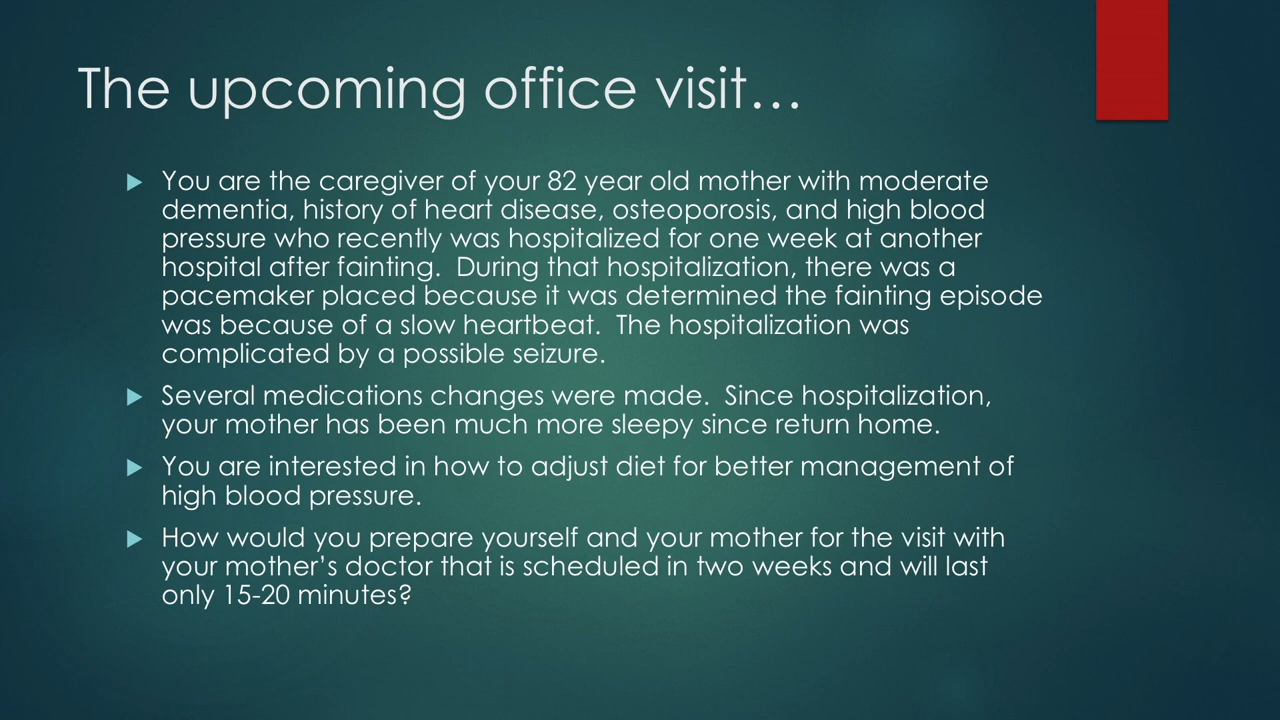 The upcoming office visit…
You are the caregiver of your 82 year old mother with moderate
dementia, history of heart disease, osteoporosis, and high blood
pressure who recently was hospitalized for one week at another
hospital after fainting.  During that hospitalization, there was a
pacemaker placed because it was determined the fainting episode
was because of a slow heartbeat.  The hospitalization was
complicated by a possible seizure.
Several medications changes were made.  Since hospitalization,
your mother has been much more sleepy since return home.
You are interested in how to adjust diet for better management of
high blood pressure.
How would you prepare yourself and your mother for the visit with
your mother’s doctor that is scheduled in two weeks and will last
only 15-20 minutes?